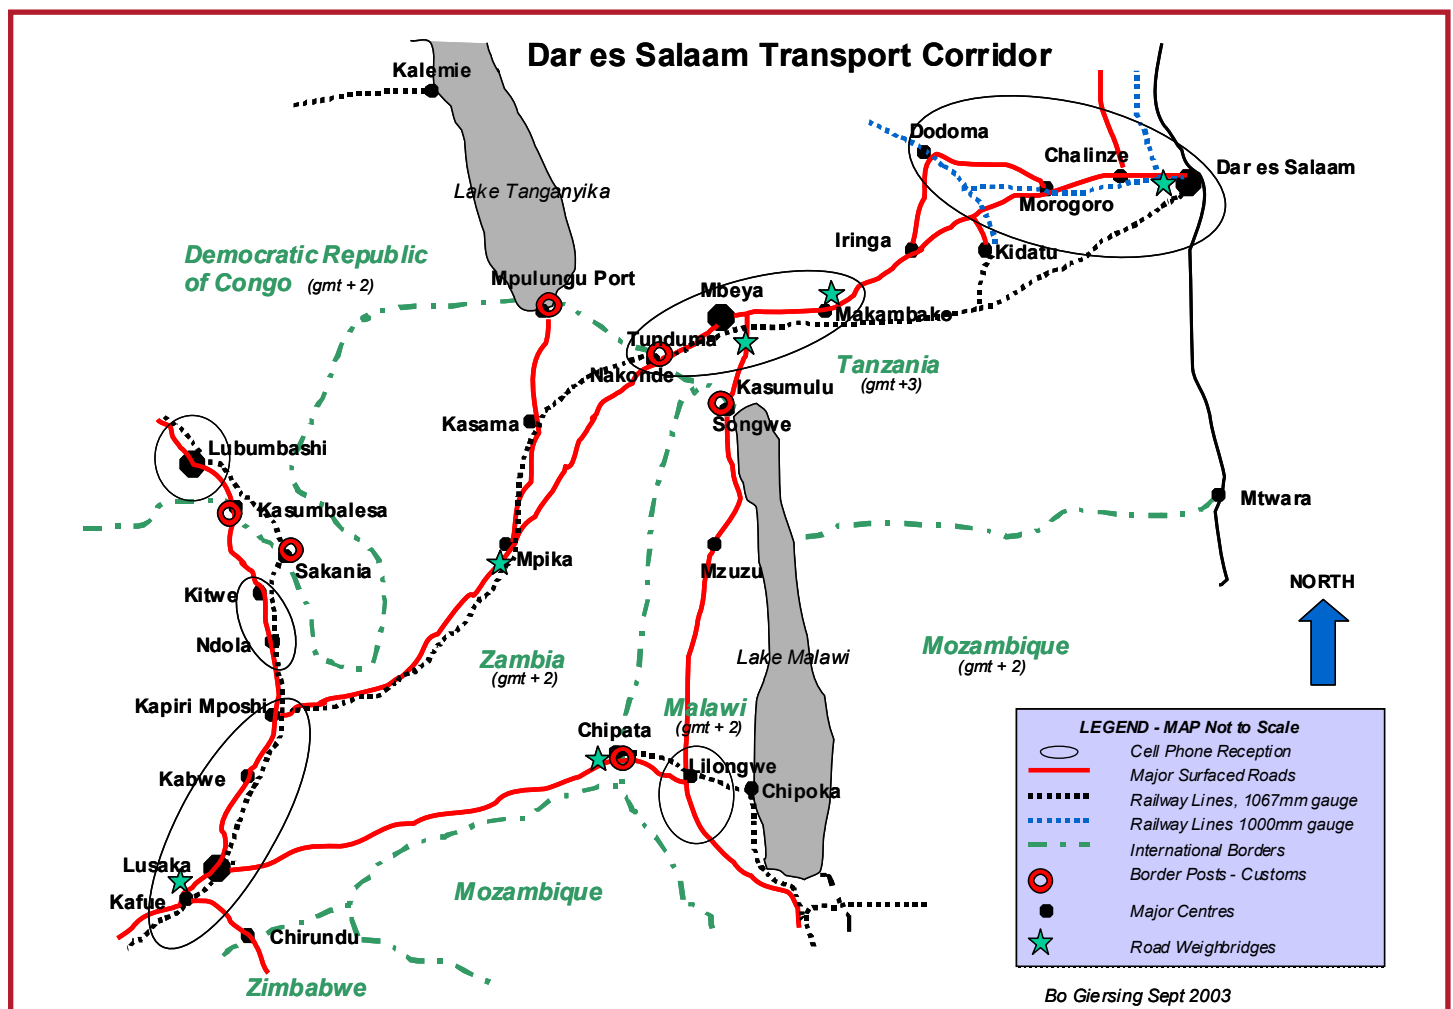 Dar es Salaam Transport Corridor
Kalemie
Dodoma
Chalinze
Dar es Salaam
Lake Tanganyika
Morogoro
Iringa
Kidatu
Democratic Republic
of Congo (gmt + 2)
Mpulungu Port
Mbeya
Makambako
Tunduma
Nakonde
Tanzania
(gmt +3)
Kasumulu
Songwe
Kasama
Lubumbashi
Kasumbalesa
Mtwara
Sakania
Mpika
Mzuzu
Kitwe
NORTH
Ndola
Zambia
(gmt + 2)
Lake Malawi
Mozambique
(gmt + 2)
Kapiri Mposhi
Malawi
(gmt + 2)
Chipata
Lilongwe
Kabwe
Chipoka
Lusaka
Kafue
Mozambique
Chirundu
Zimbabwe
LEGEND - MAP Not to Scale
Cell Phone Reception
Major Surfaced Roads
Railway Lines, 1067mm gauge
Railway Lines 1000mm gauge
International Borders
Border Posts - Customs
Major Centres
Road Weighbridges
Bo Giersing Sept 2003